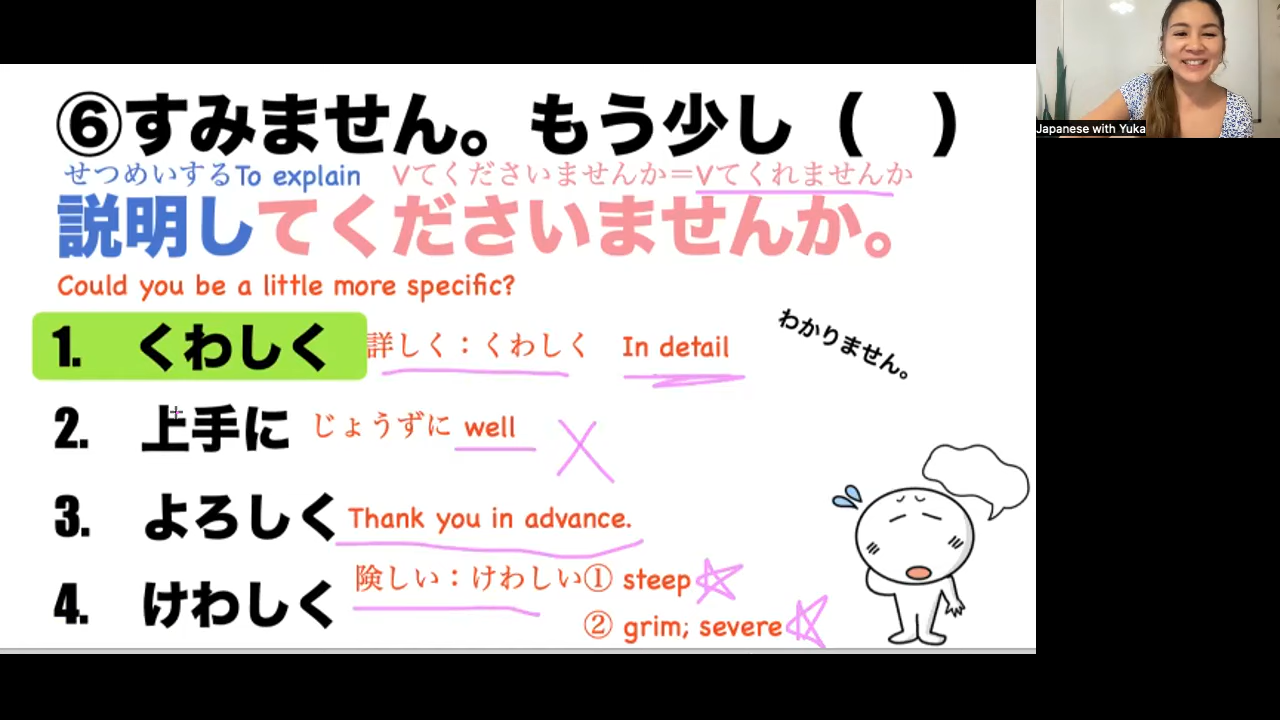 ⑥すみません。もう少し（　）
せつめいするTo explain　Vてくださいませんか＝Vてくれませんか
説明してくださいませんか。
Could you be a little more specific?
1.　くわしく　詳しく：くわしく　In detail
わかりません。
2.　上手に　じょうずに well
3.　よろしく Thank you in advance.
4.　けわしく　険しい：けわしい① steep
② grim; severe
Japanese with Yuka